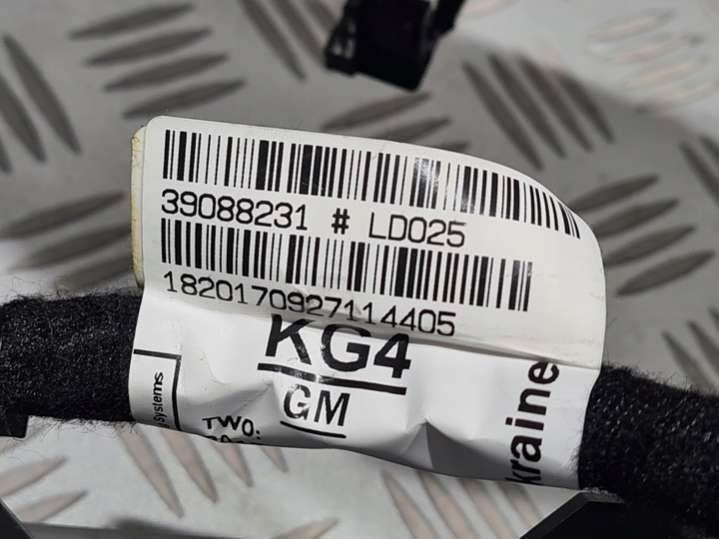 39088231 # LD025
1820170927114405
KG4
GM
Systems
TWO:
kraine